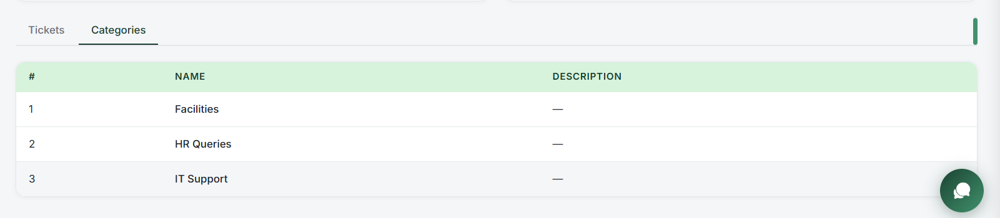 Tickets Categories
# NAME DESCRIPTION
1 Facilities —
2 HR Queries —
3 IT Support —